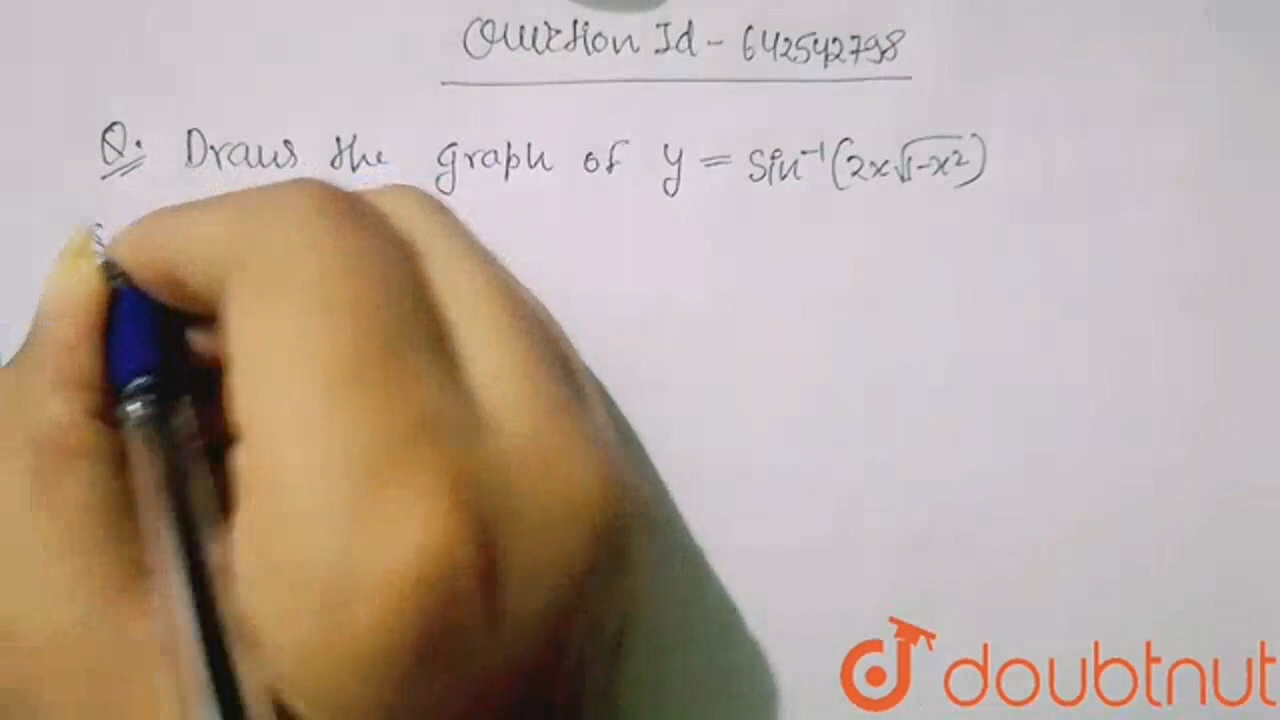 Question Id - 642542798
Q. Draw the graph of y = Sin⁻¹(2x√1-x²)
doubtnut